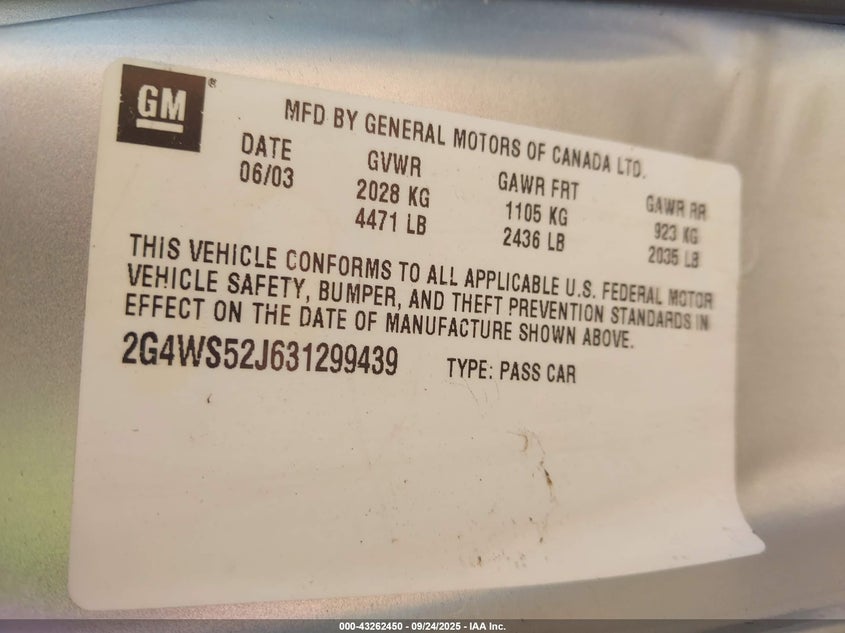 GM®
MFD BY GENERAL MOTORS OF CANADA LTD.
DATE GVWR GAWR FRT GAWR RR
06/03 2028 KG 1105 KG 923 KG
4471 LB 2436 LB 2035 LB
THIS VEHICLE CONFORMS TO ALL APPLICABLE U.S. FEDERAL MOTOR
VEHICLE SAFETY, BUMPER, AND THEFT PREVENTION STANDARDS IN
EFFECT ON THE DATE OF MANUFACTURE SHOWN ABOVE.
2G4WS52J631299439 TYPE: PASS CAR
000-43262450 - 09/24/2025 - IAA Inc.